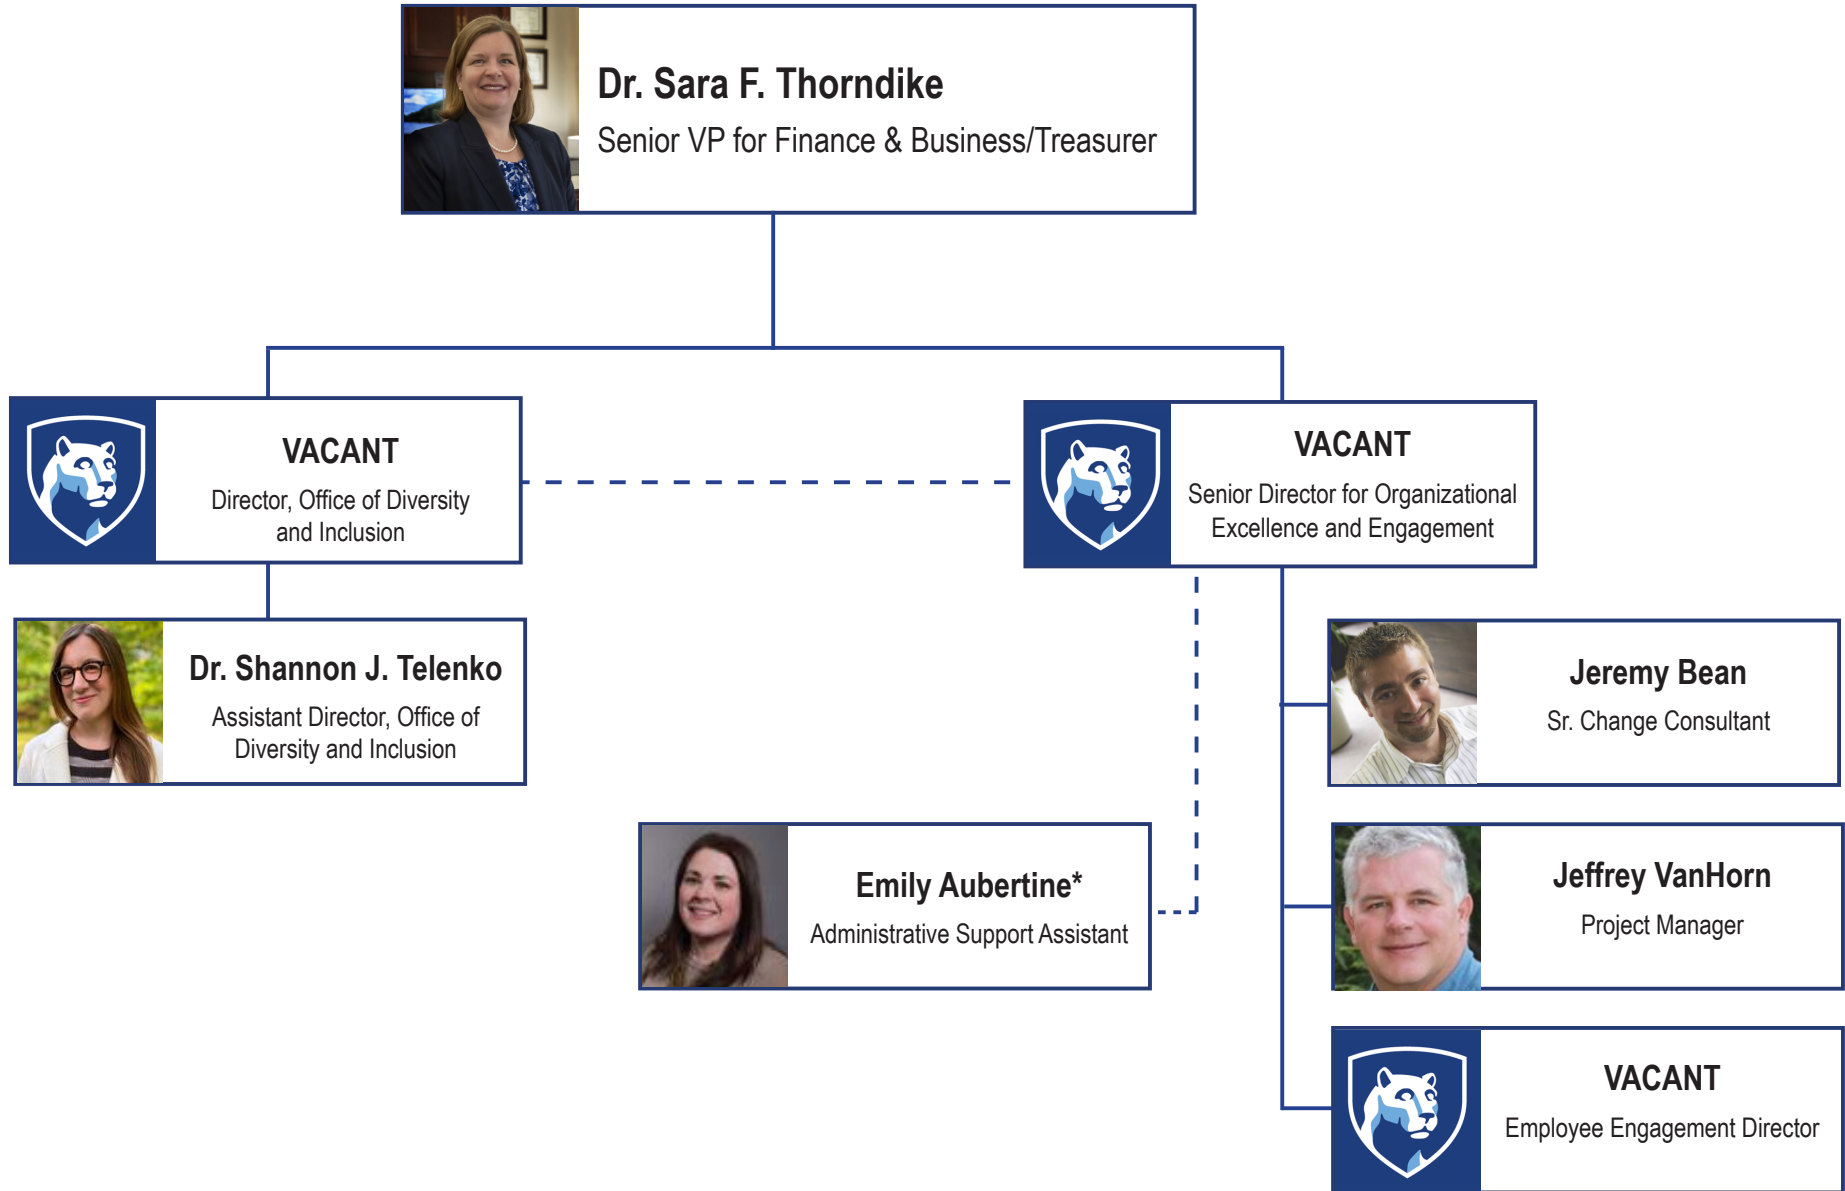 Dr. Sara F. Thorndike
Senior VP for Finance & Business/Treasurer
VACANT
Director, Office of Diversity
and Inclusion
VACANT
Senior Director for Organizational
Excellence and Engagement
Dr. Shannon J. Telenko
Assistant Director, Office of
Diversity and Inclusion
Jeremy Bean
Sr. Change Consultant
Emily Aubertine*
Administrative Support Assistant
Jeffrey VanHorn
Project Manager
VACANT
Employee Engagement Director